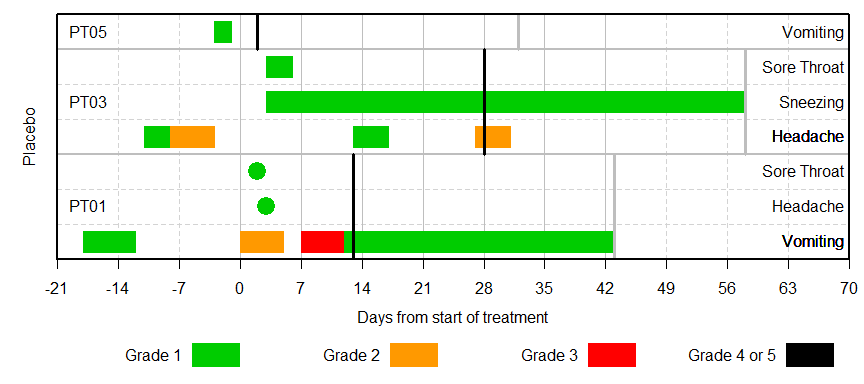 PT05 Vomiting
Sore Throat
PT03 Sneezing
Headache
Placebo
Sore Throat
PT01 Headache
Vomiting
-21 -14 -7 0 7 14 21 28 35 42 49 56 63 70
Days from start of treatment
Grade 1 Grade 2 Grade 3 Grade 4 or 5